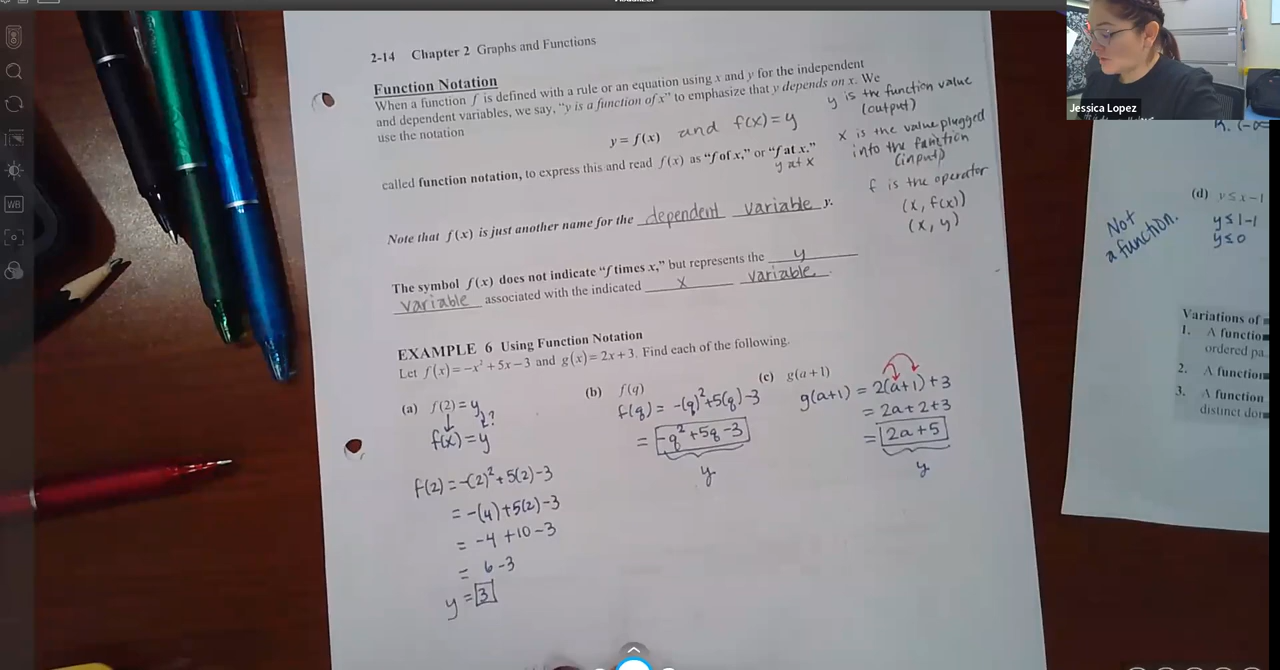 2-14 Chapter 2 Graphs and Functions
Function Notation
When a function f is defined with a rule or an equation using x and y for the independent
and dependent variables, we say, "y is a function of x" to emphasize that y depends on x. We
use the notation
y = f(x) and f(x) = y
called function notation, to express this and read f(x) as "f of x," or "f at x."
y at x
y is the function value
(output)
x is the value plugged
into the function
(input)
f is the operator
(x, f(x))
(x, y)
Note that f(x) is just another name for the dependent variable y.
The symbol f(x) does not indicate "f times x," but represents the y
variable associated with the indicated x variable.
EXAMPLE 6 Using Function Notation
Let f(x) = -x² + 5x - 3 and g(x) = 2x + 3. Find each of the following.
(a) f(2) = y
2?
f(x) = y
f(2) = -(2)² + 5(2) - 3
= -(4) + 5(2) - 3
= -4 + 10 - 3
= 6 - 3
y = 3
(b) f(q)
f(q) = -(q)² + 5(q) - 3
= -q² + 5q - 3
y
(c) g(a+1)
g(a+1) = 2(a+1) + 3
= 2a + 2 + 3
= 2a + 5
y
Jessica Lopez
(d) y ≤ x - 1
y ≤ 1 - 1
y ≤ 0
Not
a function.
Variations of
1. A function
ordered pa
2. A function
3. A function
distinct do
WB